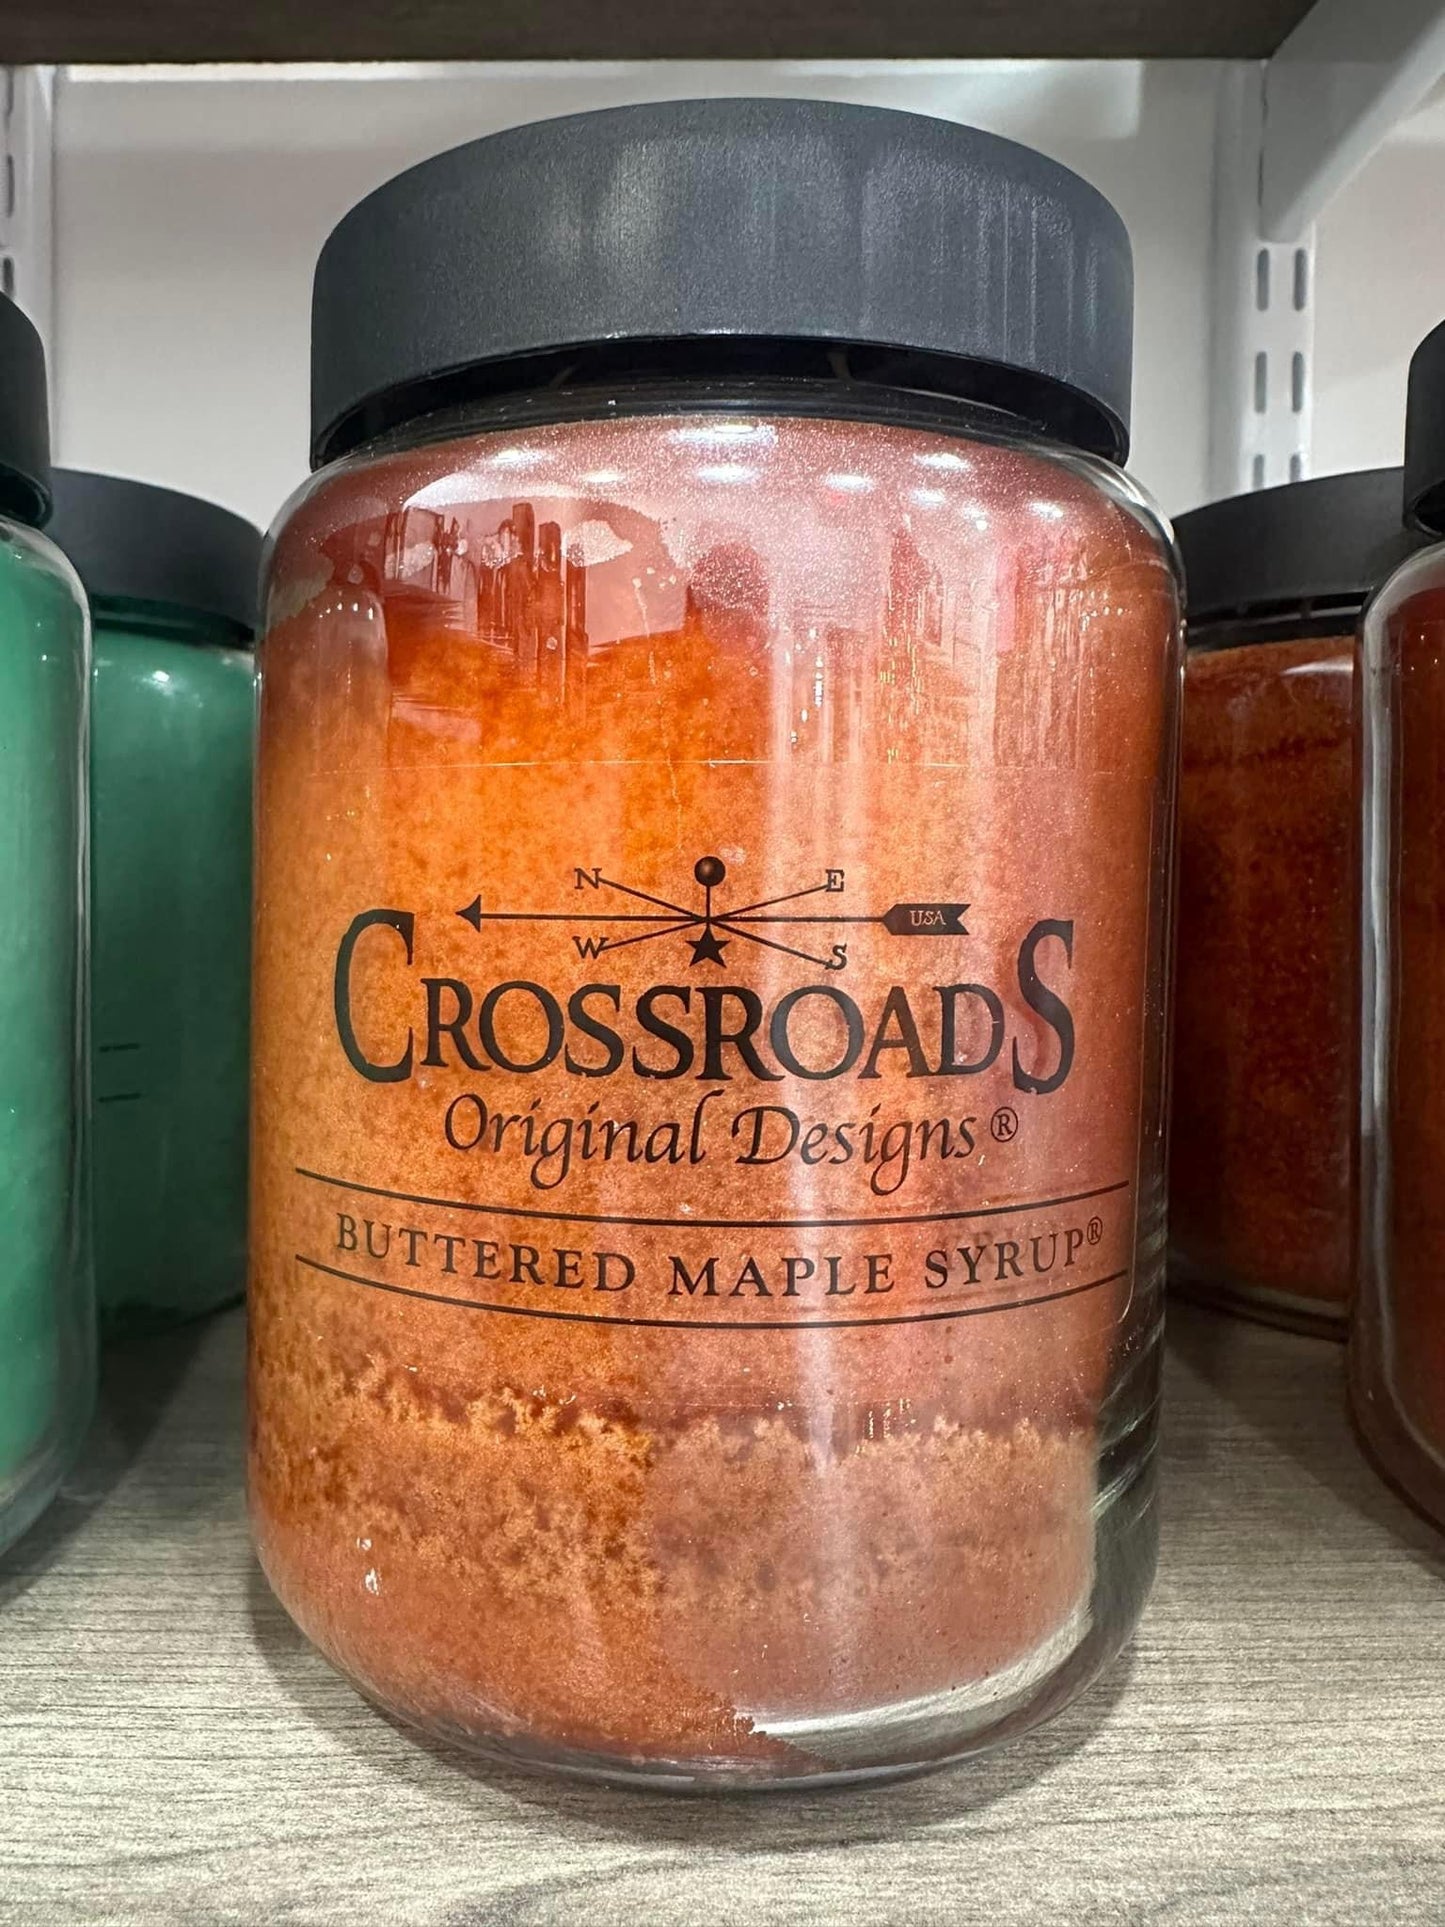 N E
USA
W S
CROSSROADS
Original Designs®
BUTTERED MAPLE SYRUP®